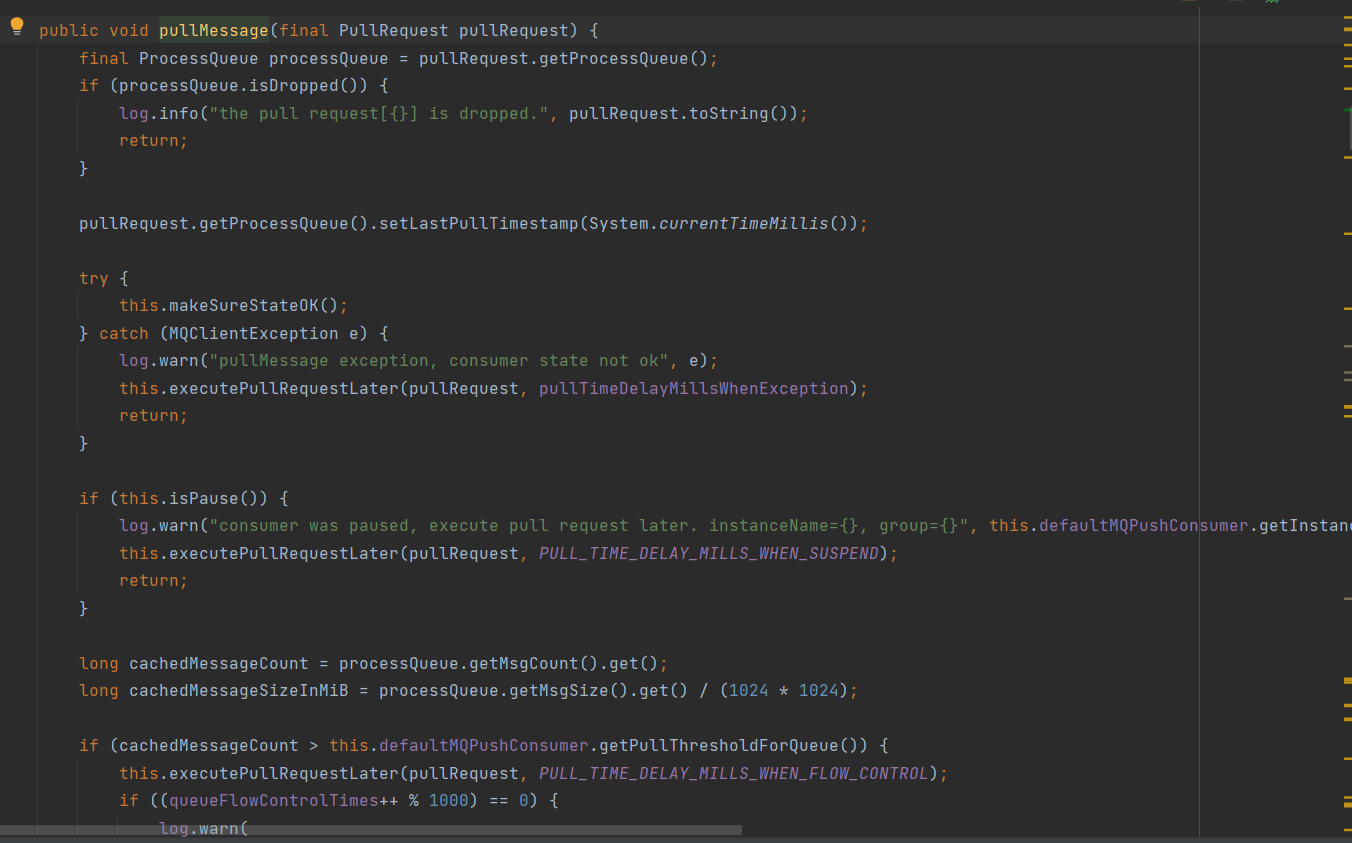 public void pullMessage(final PullRequest pullRequest) {
    final ProcessQueue processQueue = pullRequest.getProcessQueue();
    if (processQueue.isDropped()) {
        log.info("the pull request[{}] is dropped.", pullRequest.toString());
        return;
    }

    pullRequest.getProcessQueue().setLastPullTimestamp(System.currentTimeMillis());

    try {
        this.makeSureStateOK();
    } catch (MQClientException e) {
        log.warn("pullMessage exception, consumer state not ok", e);
        this.executePullRequestLater(pullRequest, pullTimeDelayMillsWhenException);
        return;
    }

    if (this.isPause()) {
        log.warn("consumer was paused, execute pull request later. instanceName={}, group={}", this.defaultMQPushConsumer.getInstanc
        this.executePullRequestLater(pullRequest, PULL_TIME_DELAY_MILLS_WHEN_SUSPEND);
        return;
    }

    long cachedMessageCount = processQueue.getMsgCount().get();
    long cachedMessageSizeInMiB = processQueue.getMsgSize().get() / (1024 * 1024);

    if (cachedMessageCount > this.defaultMQPushConsumer.getPullThresholdForQueue()) {
        this.executePullRequestLater(pullRequest, PULL_TIME_DELAY_MILLS_WHEN_FLOW_CONTROL);
        if ((queueFlowControlTimes++ % 1000) == 0) {
            log.warn(